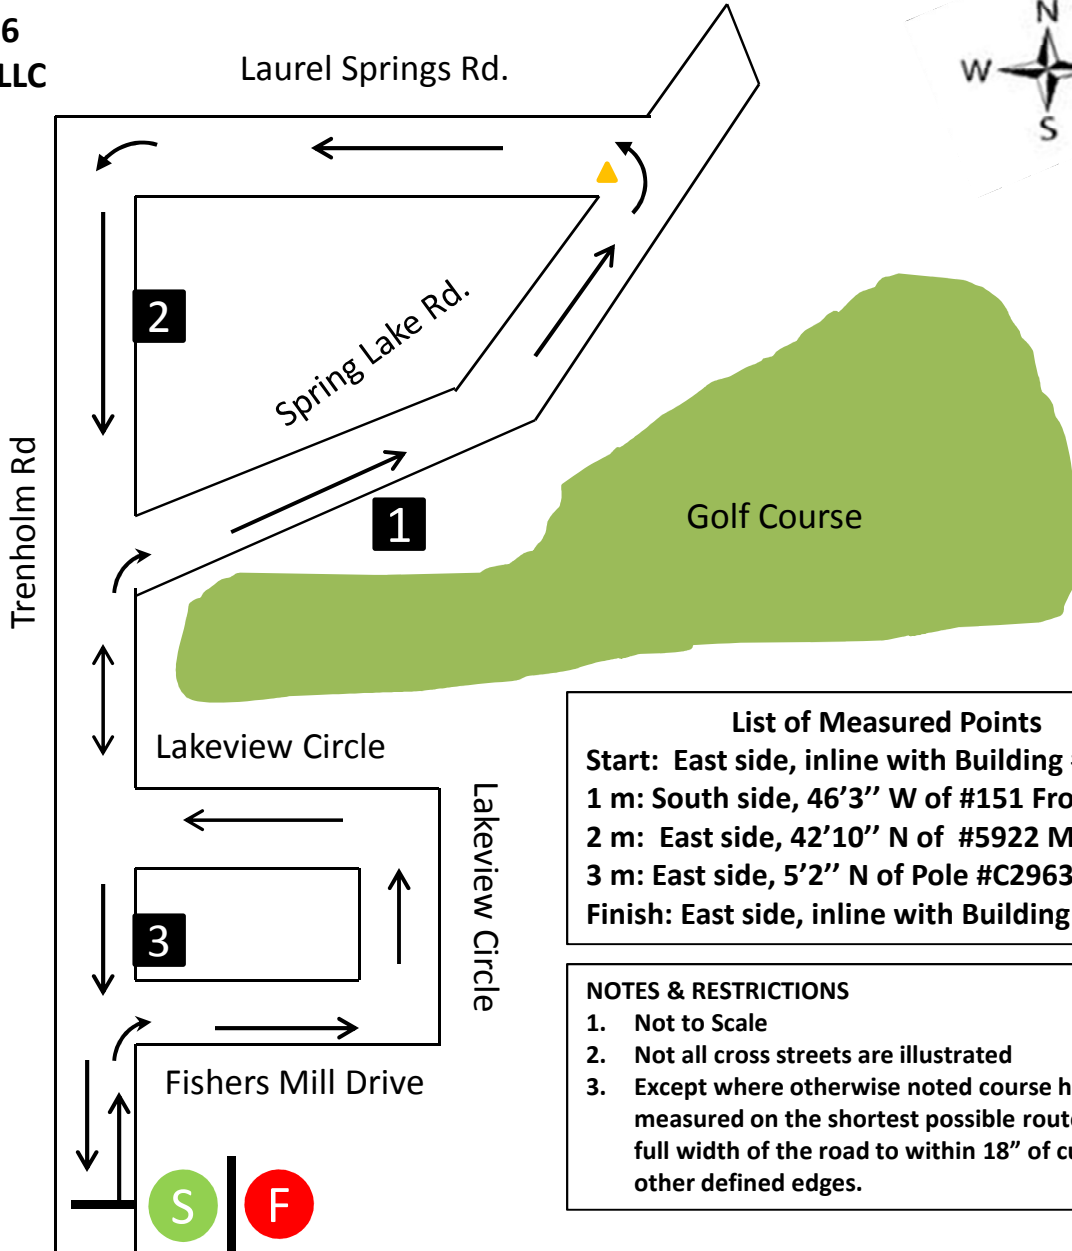 6
LLC
Laurel Springs Rd.
N
W
S
2
Spring Lake Rd.
Trenholm Rd
1
Golf Course
Lakeview Circle
Lakeview Circle
3
Fishers Mill Drive
S
F
List of Measured Points
Start: East side, inline with Building
1 m: South side, 46'3'' W of #151 Fro
2 m: East side, 42'10'' N of #5922 M
3 m: East side, 5'2'' N of Pole #C2963
Finish: East side, inline with Building
NOTES & RESTRICTIONS
1. Not to Scale
2. Not all cross streets are illustrated
3. Except where otherwise noted course h
measured on the shortest possible rout
full width of the road to within 18” of cu
other defined edges.